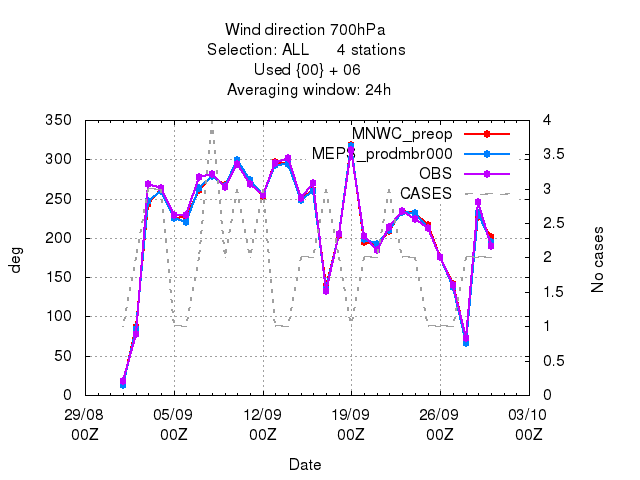 Wind direction 700hPa
Selection: ALL 4 stations
Used {00} + 06
Averaging window: 24h
350
300
250
200
150
100
50
0
deg
4
3.5
3
2.5
2
1.5
1
0.5
0
No cases
MNWC_preop
MEPS_prodmbr000
OBS
CASES
29/08 05/09 12/09 19/09 26/09 03/10
00Z 00Z 00Z 00Z 00Z 00Z
Date